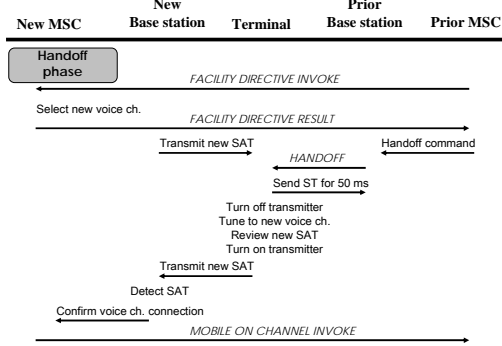 New MSC
New
Base station
Terminal
Prior
Base station
Prior MSC
Handoff
phase
FACILITY DIRECTIVE INVOKE
Select new voice ch.
FACILITY DIRECTIVE RESULT
Transmit new SAT
Handoff command
HANDOFF
Send ST for 50 ms
Turn off transmitter
Tune to new voice ch.
Review new SAT
Turn on transmitter
Transmit new SAT
Detect SAT
Confirm voice ch. connection
MOBILE ON CHANNEL INVOKE